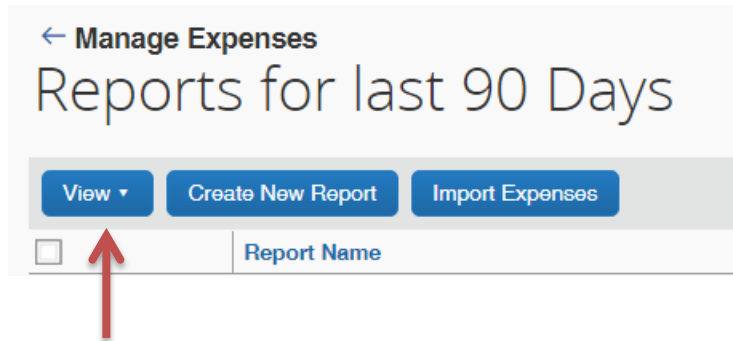 ← Manage Expenses
Reports for last 90 Days
View ▾ Create New Report Import Expenses
Report Name